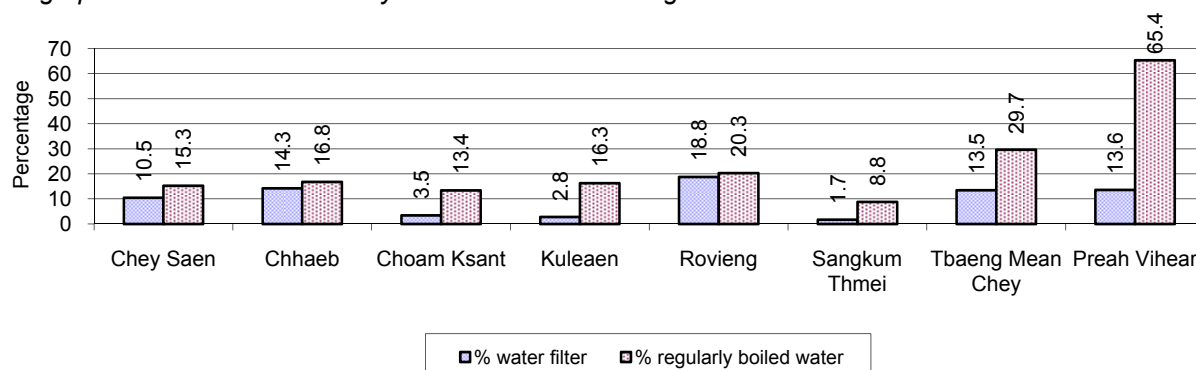 70
60
50
40
30
20
10
0
Percentage
10.5
15.3
14.3
16.8
3.5
13.4
2.8
16.3
18.8
20.3
1.7
8.8
13.5
29.7
13.6
65.4
Chey Saen
Chhaeb
Choam Ksant
Kuleaen
Rovieng
Sangkum
Thmei
Tbaeng Mean
Chey
Preah Vihear
% water filter
% regularly boiled water